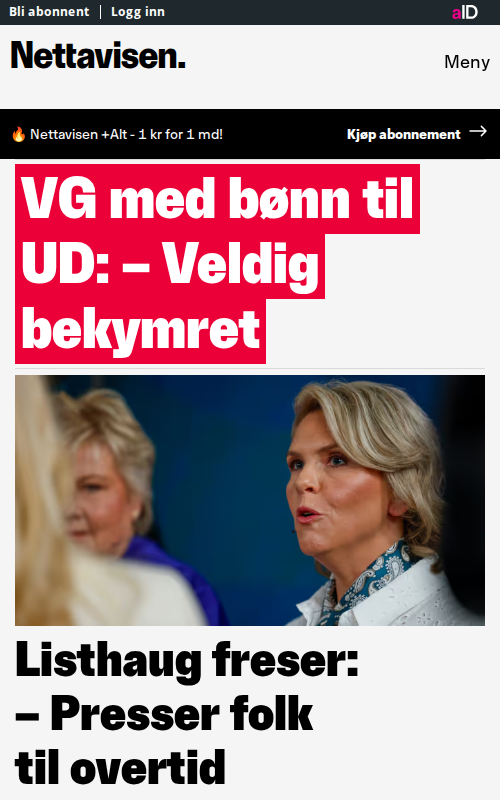 Bli abonnent Logg inn aID
Nettavisen.
Meny
🔥 Nettavisen +Alt - 1 kr for 1 md! Kjøp abonnement →
VG med bønn til
UD: – Veldig
bekymret
Listhaug freser:
– Presser folk
til overtid